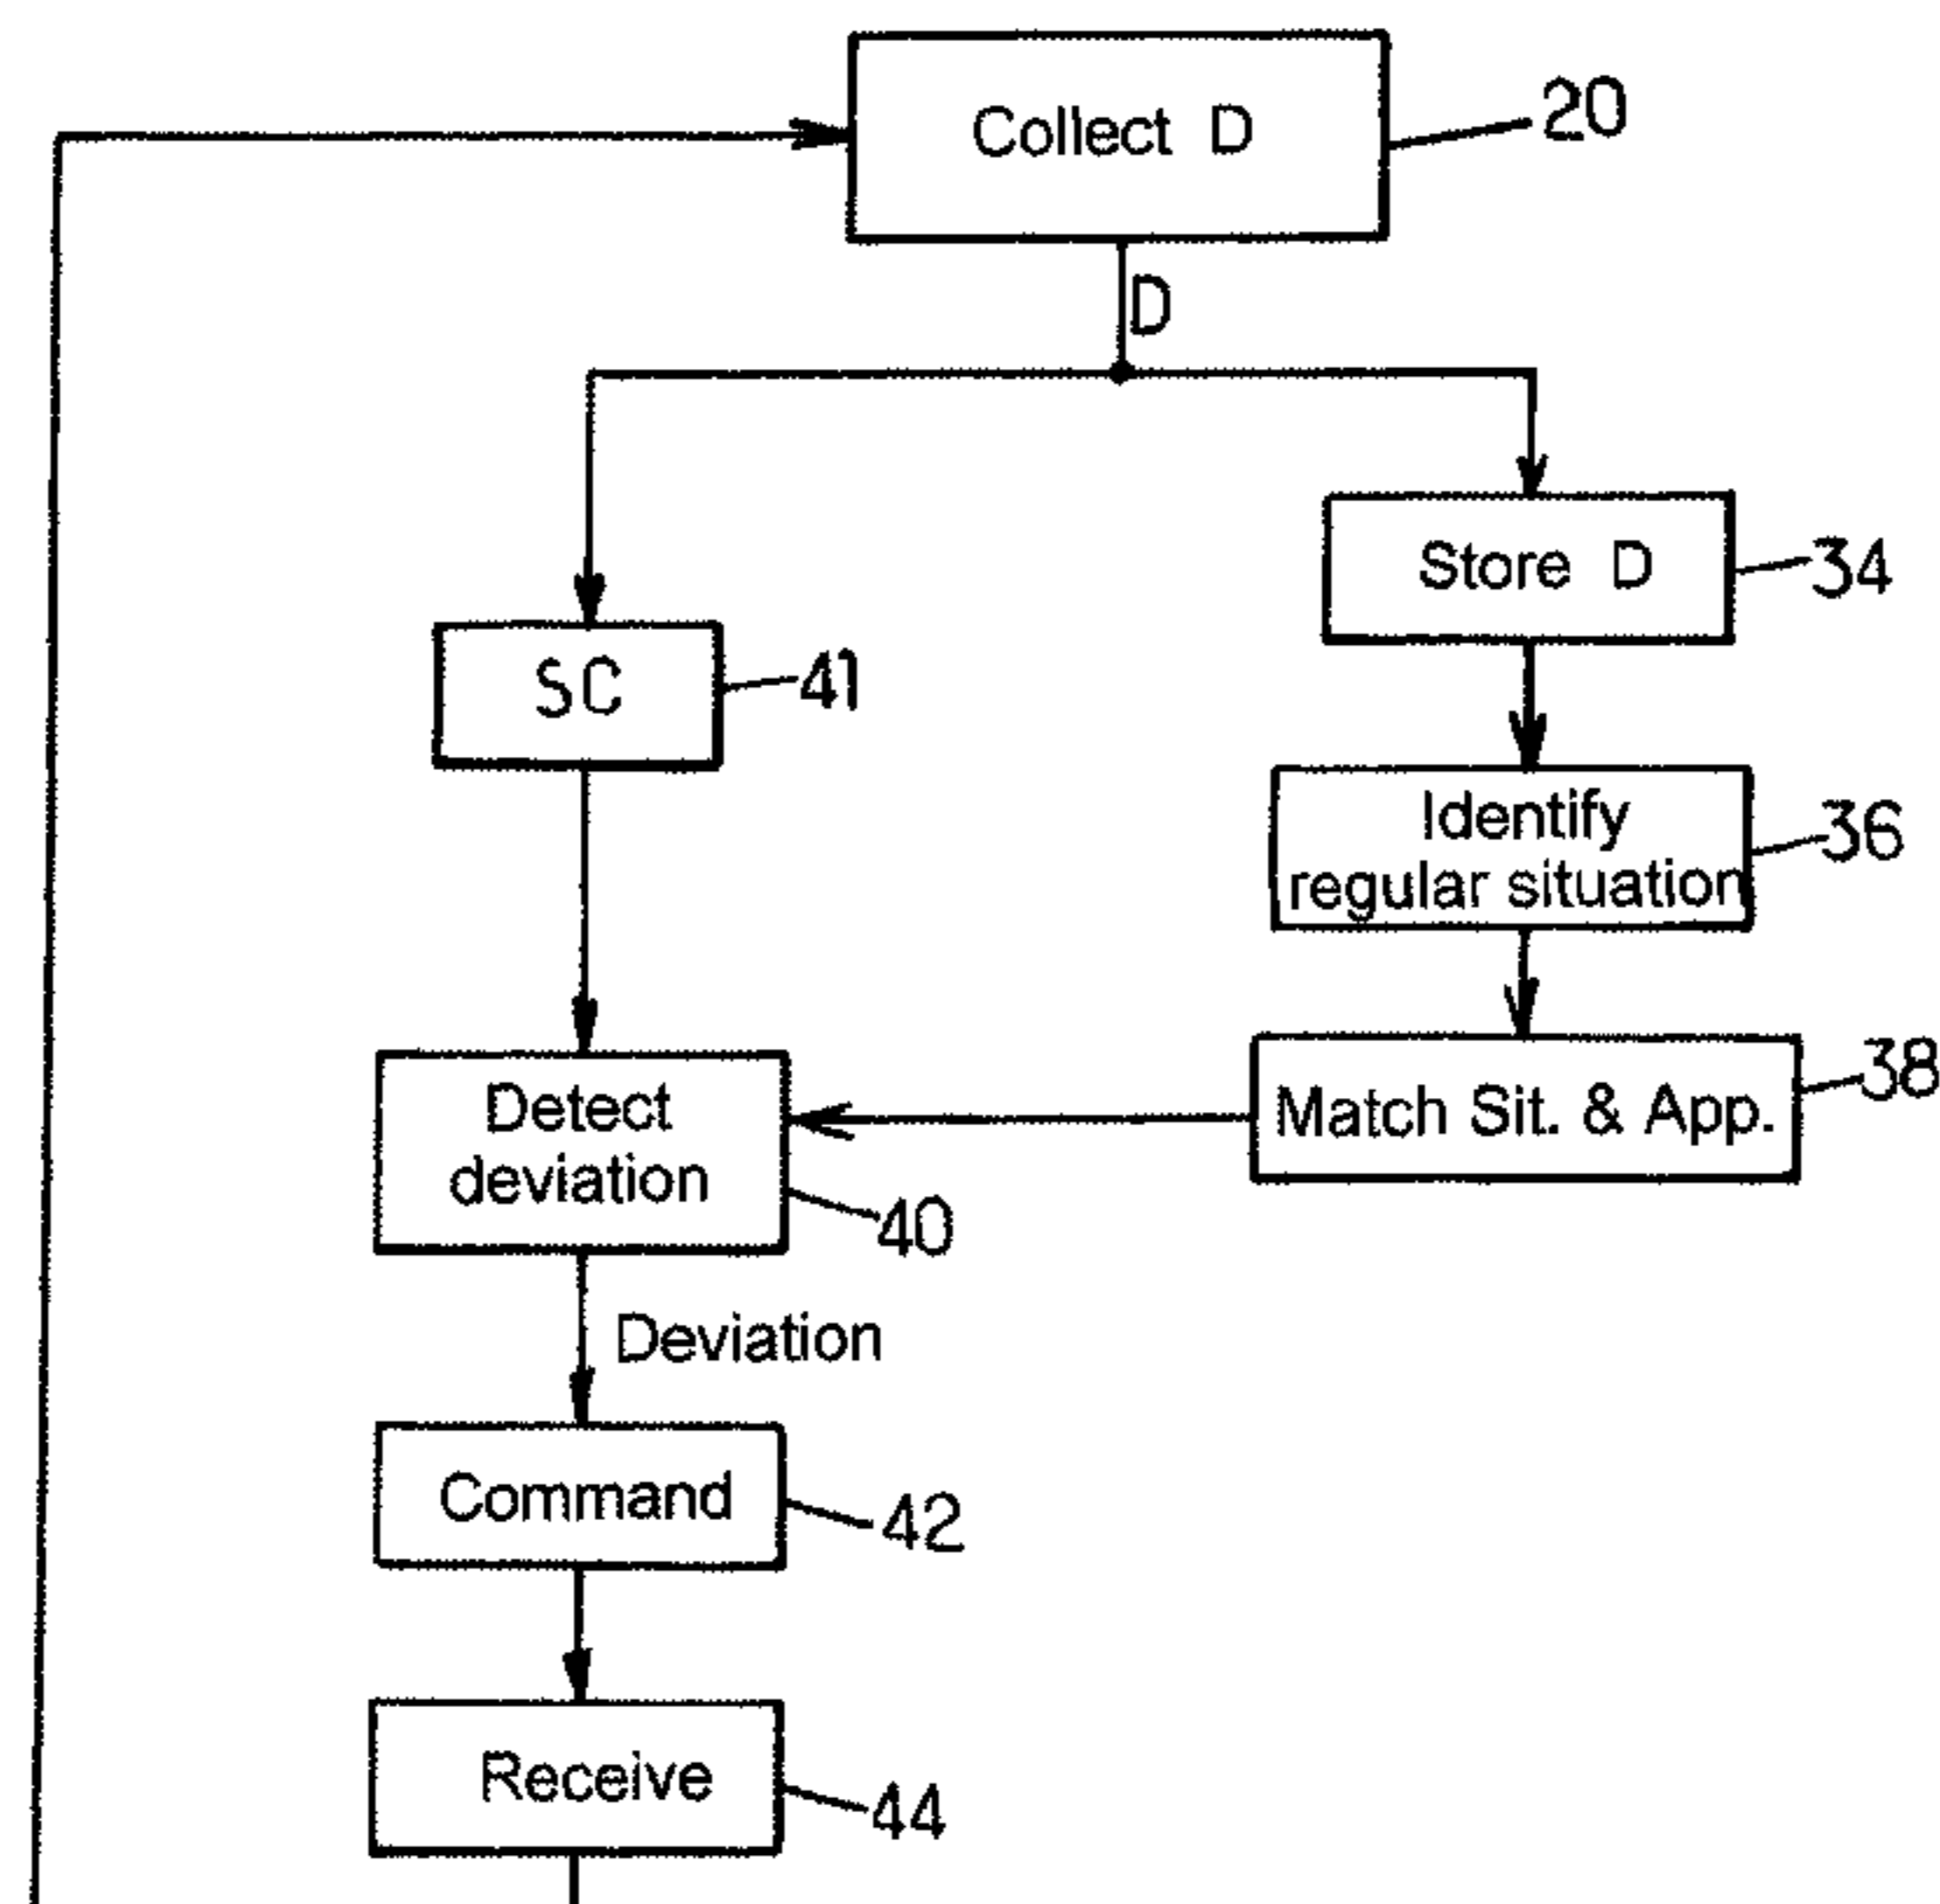 Collect D
20
D
Store D
34
SC
41
Identify
regular situation
36
Match Sit. & App.
38
Detect
deviation
40
Deviation
Command
42
Receive
44